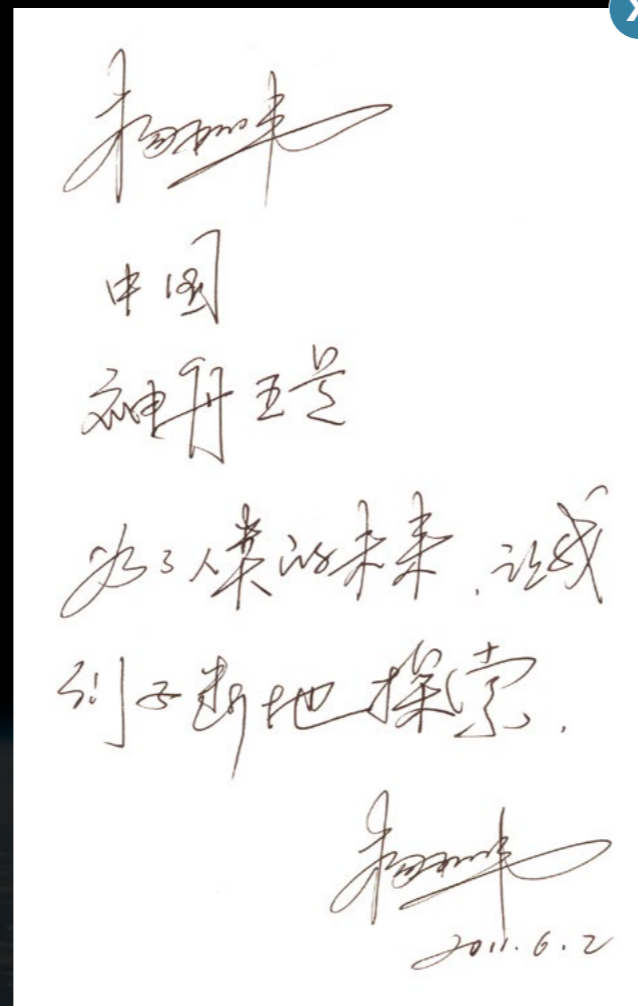 杨利伟
中国
神舟五号
为了人类的未来,让我
们不断地探索.
杨利伟
2011.6.2